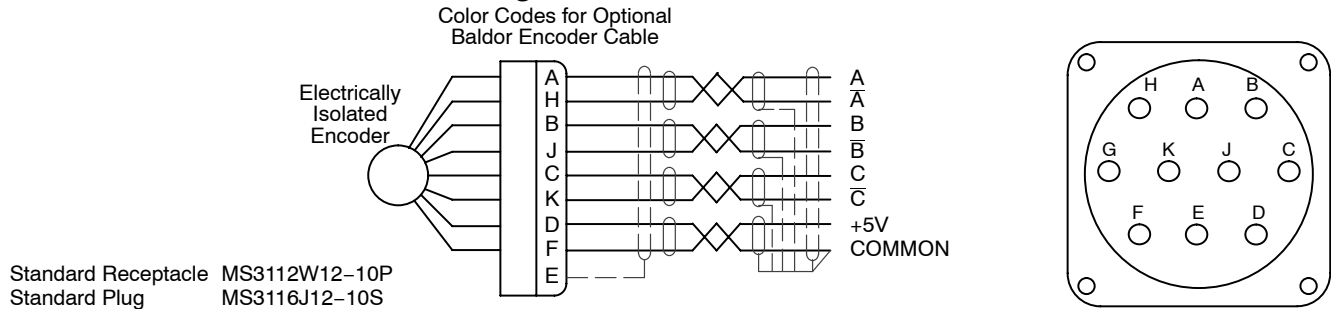 Color Codes for Optional
Baldor Encoder Cable
Electrically
Isolated
Encoder
A
H
B
J
C
K
D
F
E
A
A̅
B
B̅
C
C̅
+5V
COMMON
Standard Receptacle MS3112W12−10P
Standard Plug MS3116J12−10S
H A B
G K J C
F E D